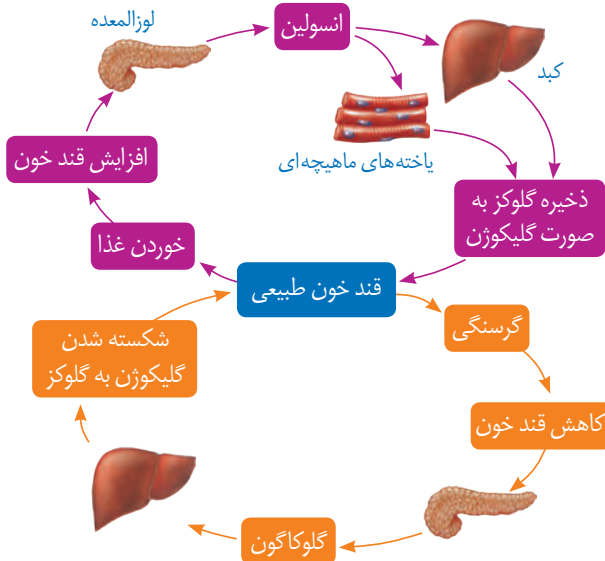 لوزالمعده
انسولین
کبد
یاخته‌های ماهیچه‌ای
افزایش قند خون
ذخیره گلوکز به
صورت گلیکوژن
خوردن غذا
قند خون طبیعی
گرسنگی
شکسته شدن
گلیکوژن به گلوکز
کاهش قند خون
گلوکاگون